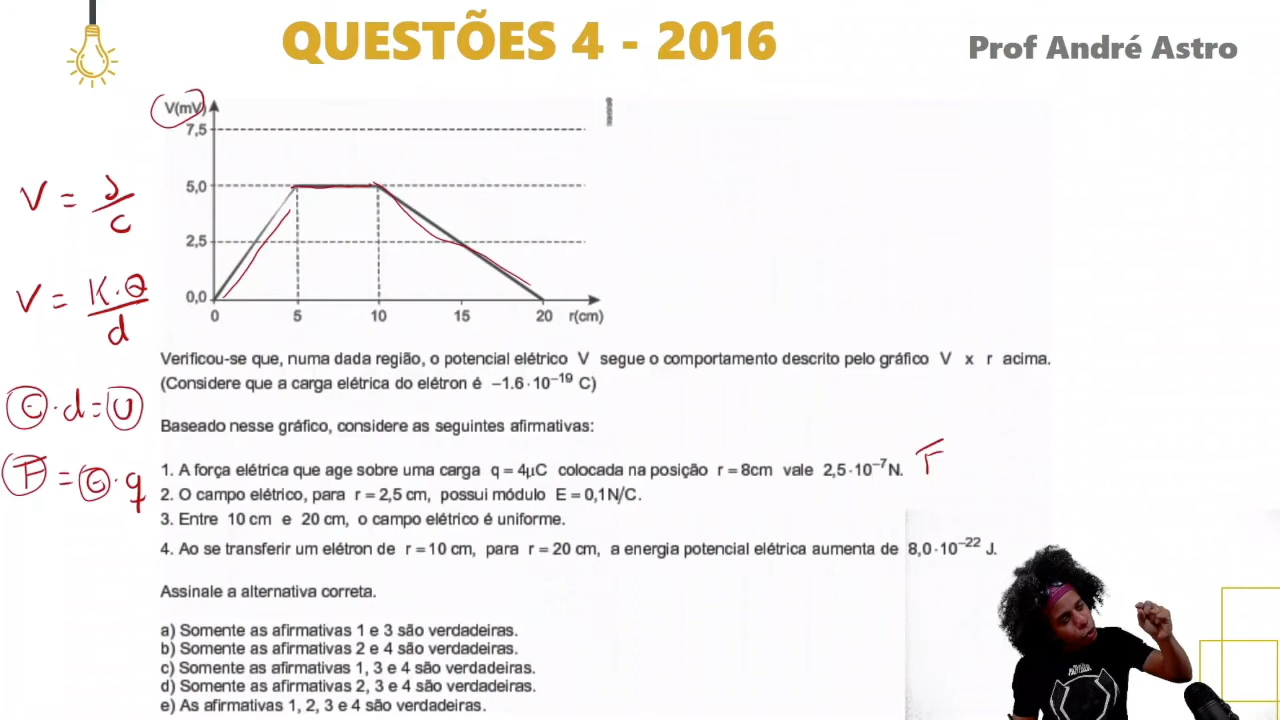 QUESTÕES 4 - 2016
Prof André Astro
V(mV)
7,5
5,0
2,5
0,0
0 5 10 15 20 r(cm)
V = J/C
V = K·Q/d
E·d=U
F = E·q
Verificou-se que, numa dada região, o potencial elétrico V segue o comportamento descrito pelo gráfico V x r acima.
(Considere que a carga elétrica do elétron é −1.6·10⁻¹⁹ C)
Baseado nesse gráfico, considere as seguintes afirmativas:
1. A força elétrica que age sobre uma carga q = 4μC colocada na posição r = 8cm vale 2,5·10⁻⁷N. F
2. O campo elétrico, para r = 2,5 cm, possui módulo E = 0,1N/C.
3. Entre 10 cm e 20 cm, o campo elétrico é uniforme.
4. Ao se transferir um elétron de r = 10 cm, para r = 20 cm, a energia potencial elétrica aumenta de 8,0·10⁻²² J.
Assinale a alternativa correta.
a) Somente as afirmativas 1 e 3 são verdadeiras.
b) Somente as afirmativas 2 e 4 são verdadeiras.
c) Somente as afirmativas 1, 3 e 4 são verdadeiras.
d) Somente as afirmativas 2, 3 e 4 são verdadeiras.
e) As afirmativas 1, 2, 3 e 4 são verdadeiras.